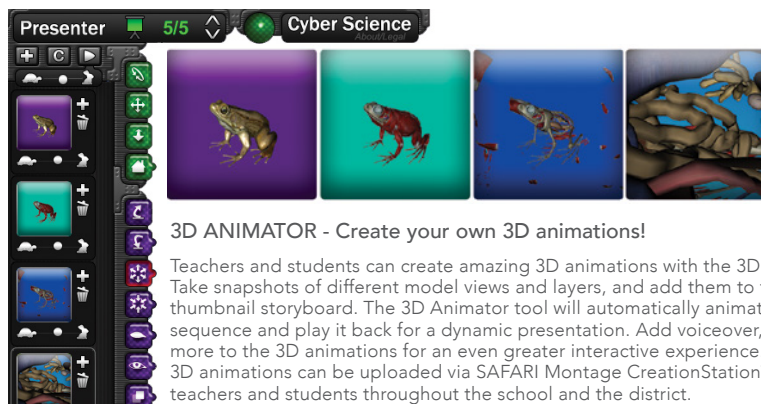 Presenter 5/5 Cyber Science
About/Legal
C
3D ANIMATOR - Create your own 3D animations!
Teachers and students can create amazing 3D animations with the 3D
Take snapshots of different model views and layers, and add them to
thumbnail storyboard. The 3D Animator tool will automatically animat
sequence and play it back for a dynamic presentation. Add voiceover,
more to the 3D animations for an even greater interactive experience
3D animations can be uploaded via SAFARI Montage CreationStation
teachers and students throughout the school and the district.